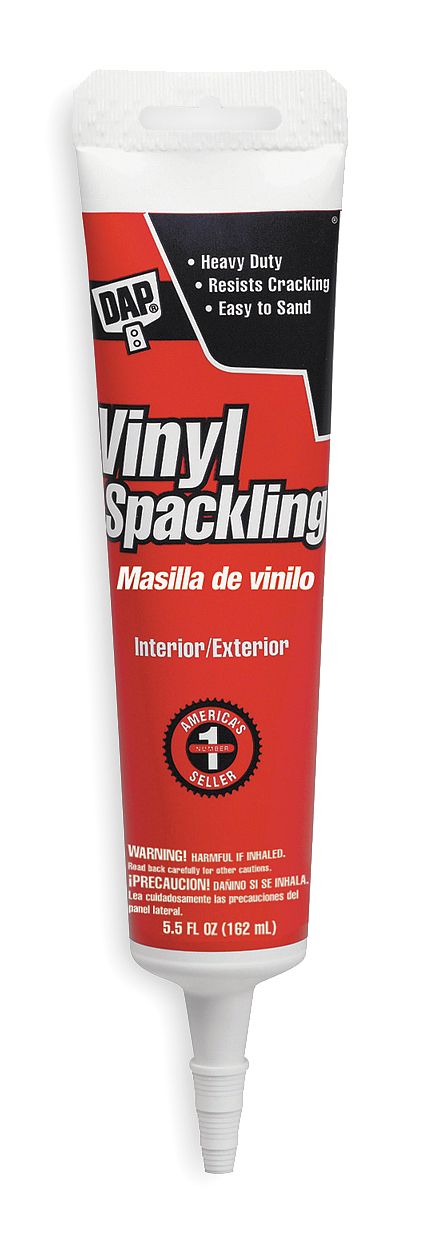 ®
• Heavy Duty
• Resists Cracking
• Easy to Sand
DAP®
Vinyl
Spackling
Masilla de vinilo
Interior/Exterior
AMERICA'S
1
NUMBER
SELLER
WARNING! HARMFUL IF INHALED.
Read back carefully for other cautions.
¡PRECAUCION! DAÑINO SI SE INHALA.
Lea cuidadosamente las precauciones del
panel lateral.
5.5 FL OZ (162 mL)